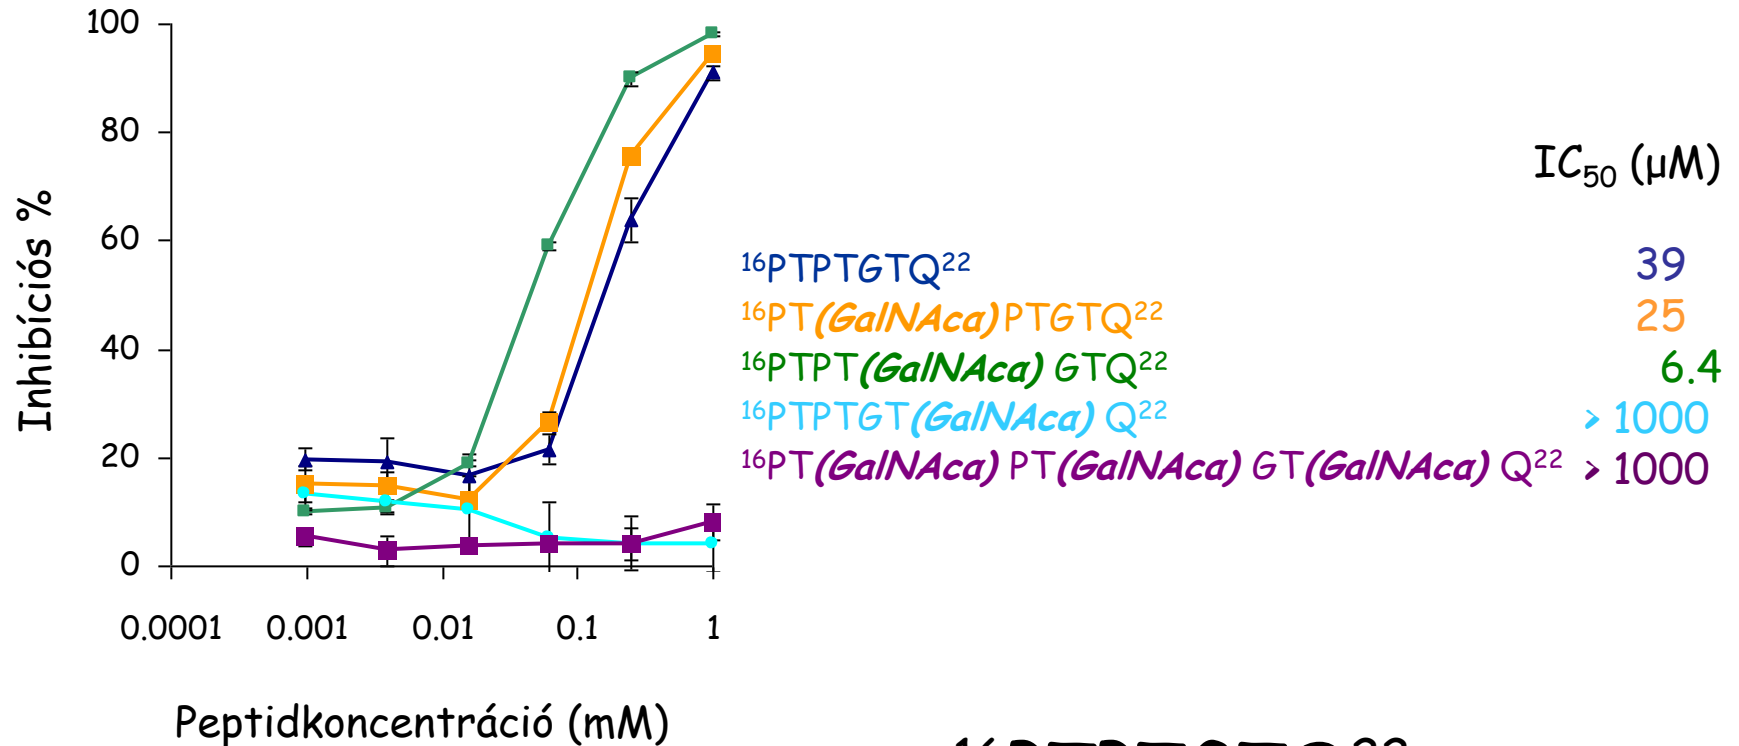 100
80
60
40
20
0
Inhibíciós %
0.0001 0.001 0.01 0.1 1
Peptidkoncentráció (mM)
IC50 (µM)
16PTPTGTQ22 39
16PT(GalNAcα)PTGTQ22 25
16PTPT(GalNAcα) GTQ22 6.4
16PTPTGT(GalNAcα) Q22 > 1000
16PT(GalNAcα) PT(GalNAcα) GT(GalNAcα) Q22 > 1000